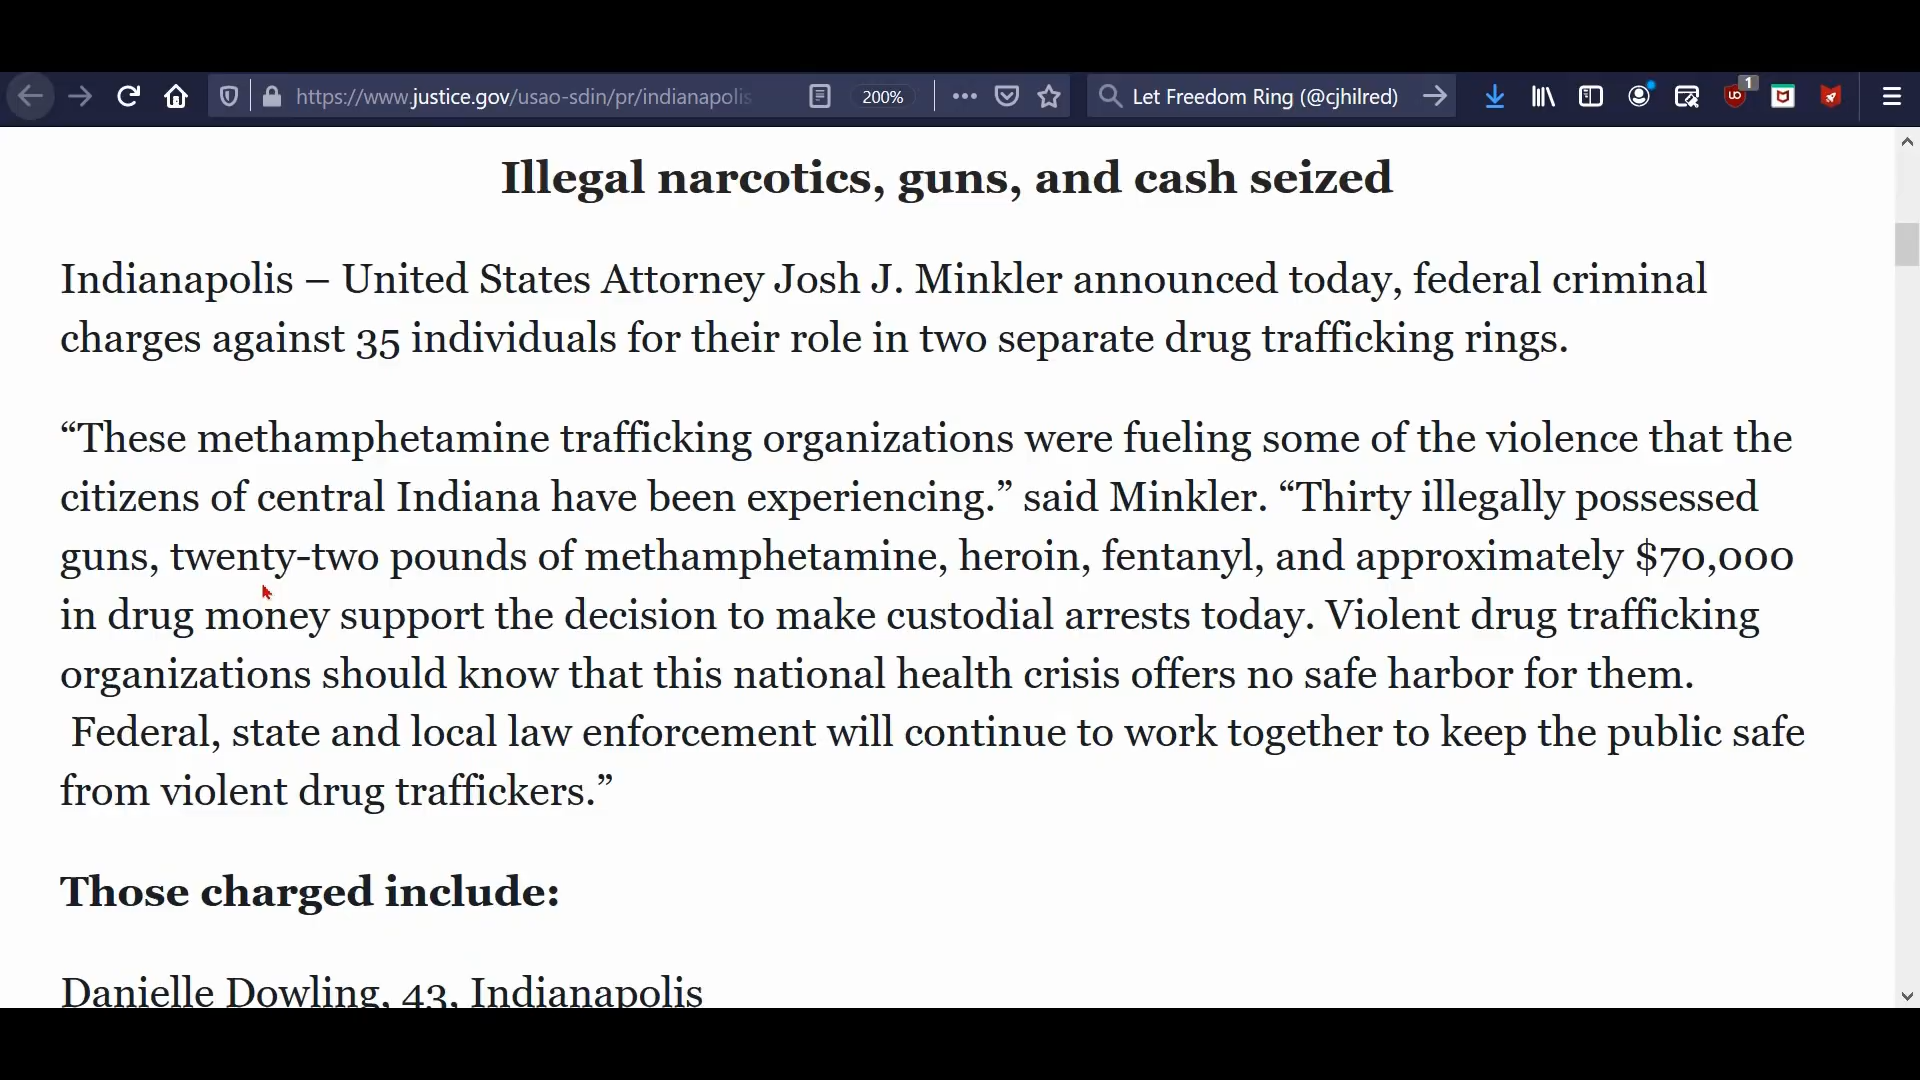 https://www.justice.gov/usao-sdin/pr/indianapolis
200%
Let Freedom Ring (@cjhilred)
1
Illegal narcotics, guns, and cash seized
Indianapolis – United States Attorney Josh J. Minkler announced today, federal criminal
charges against 35 individuals for their role in two separate drug trafficking rings.
“These methamphetamine trafficking organizations were fueling some of the violence that the
citizens of central Indiana have been experiencing.” said Minkler. “Thirty illegally possessed
guns, twenty-two pounds of methamphetamine, heroin, fentanyl, and approximately $70,000
in drug money support the decision to make custodial arrests today. Violent drug trafficking
organizations should know that this national health crisis offers no safe harbor for them.
Federal, state and local law enforcement will continue to work together to keep the public safe
from violent drug traffickers.”
Those charged include:
Danielle Dowling, 43, Indianapolis